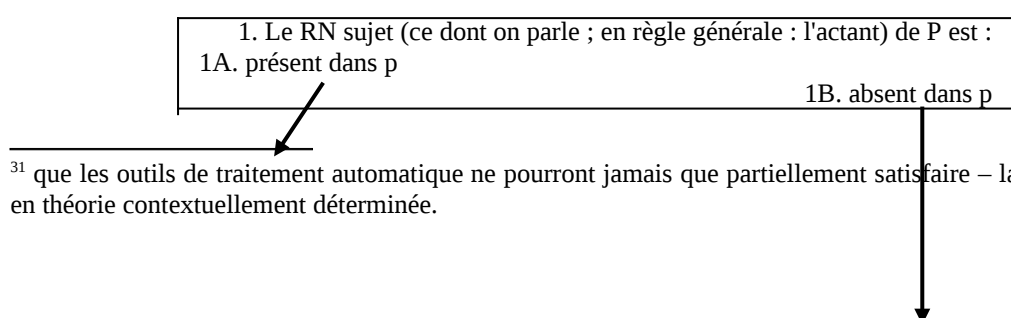 1. Le RN sujet (ce dont on parle ; en règle générale : l'actant) de P est :
1A. présent dans p
1B. absent dans p
31 que les outils de traitement automatique ne pourront jamais que partiellement satisfaire – la
en théorie contextuellement déterminée.